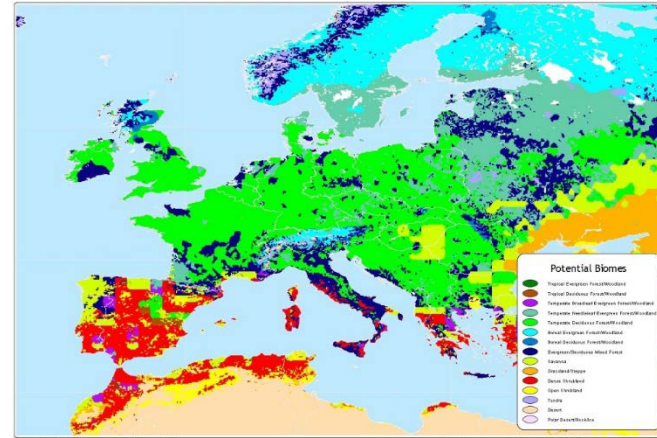 Potential Biomes
Tropical Evergreen Forest/Woodland
Tropical Deciduous Forest/Woodland
Temperate Broadleaf Evergreen Forest/Woodland
Temperate Needleleaf Evergreen Forest/Woodland
Temperate Deciduous Forest/Woodland
Boreal Evergreen Forest/Woodland
Boreal Deciduous Forest/Woodland
Evergreen/Deciduous Mixed Forest
Savanna
Grassland/Steppe
Dense Shrubland
Open Shrubland
Tundra
Desert
Polar Desert/Rock/Ice